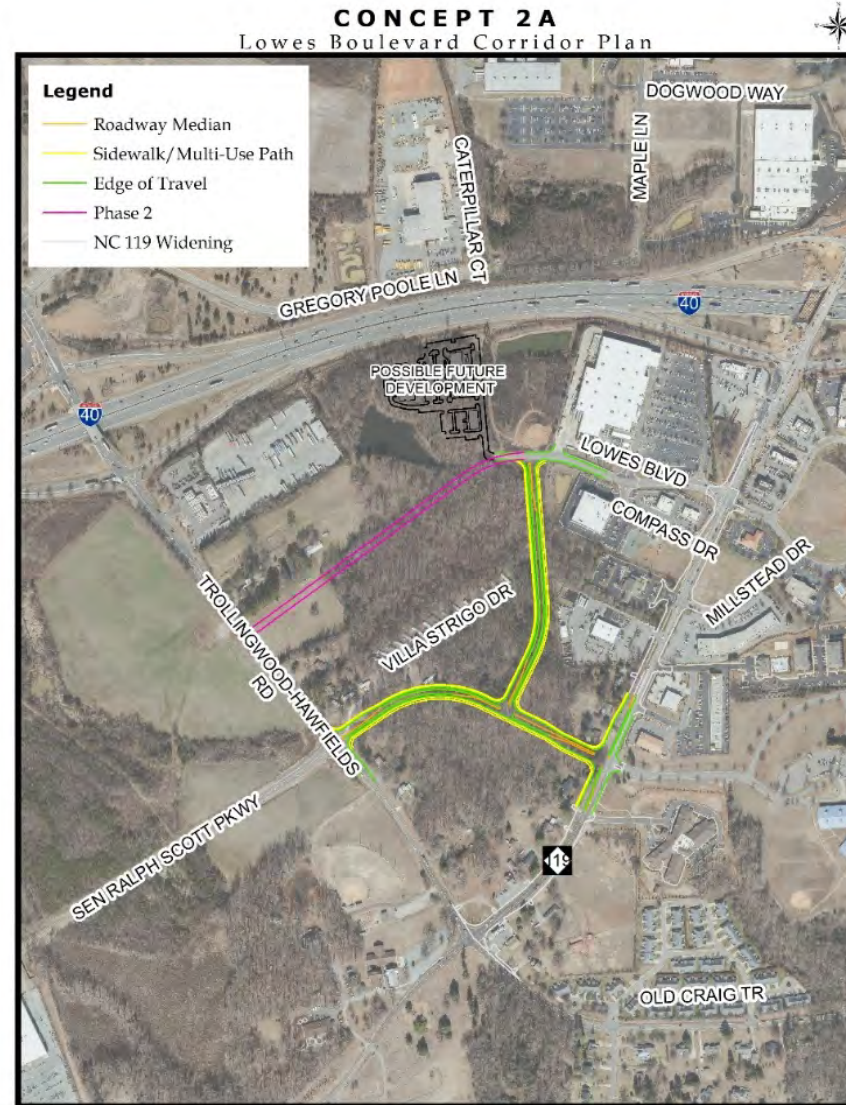 CONCEPT 2A
Lowes Boulevard Corridor Plan
Legend
Roadway Median
Sidewalk/Multi-Use Path
Edge of Travel
Phase 2
NC 119 Widening
DOGWOOD WAY
MAPLE LN
CATERPILLAR CT
GREGORY POOLE LN
40
POSSIBLE FUTURE
DEVELOPMENT
40
LOWES BLVD
COMPASS DR
MILLSTEAD DR
VILLA STRIGO DR
TROLLINGWOOD-HAWFIELDS
RD
SEN RALPH SCOTT PKWY
119
OLD CRAIG TR